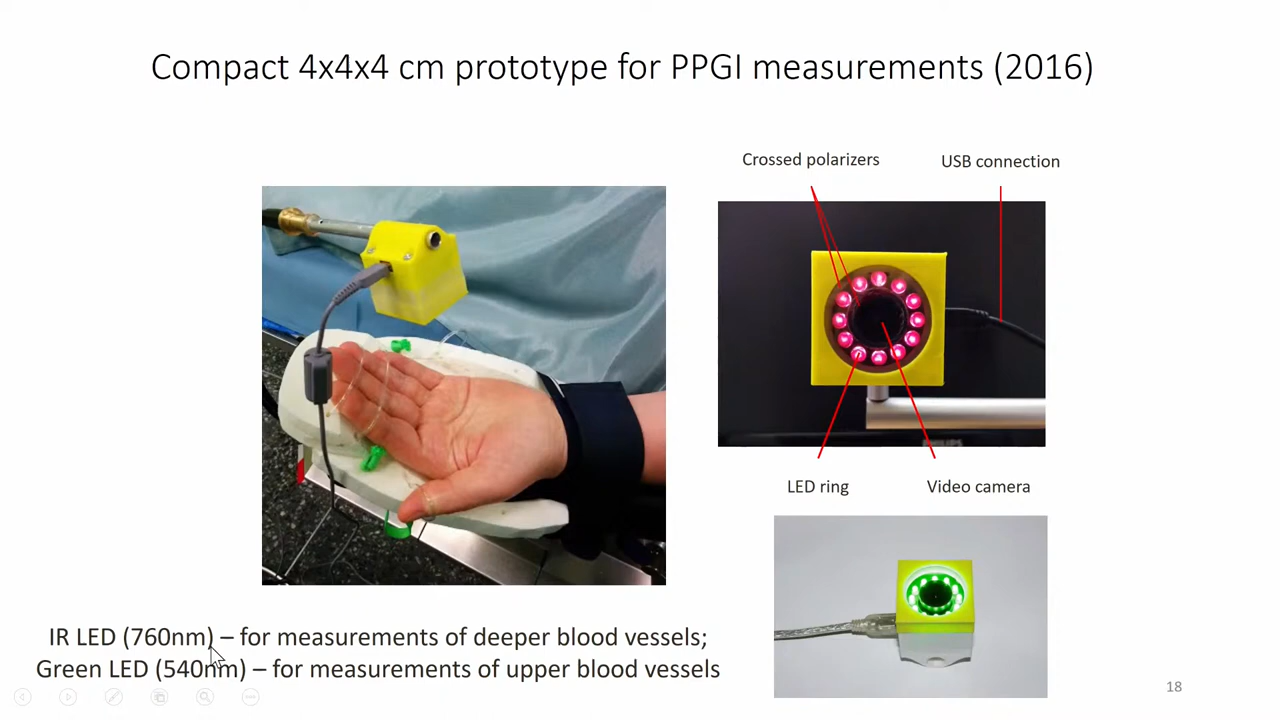 Compact 4x4x4 cm prototype for PPGI measurements (2016)
Crossed polarizers
USB connection
PHILIPS
LED ring
Video camera
IR LED (760nm) – for measurements of deeper blood vessels;
Green LED (540nm) – for measurements of upper blood vessels
18